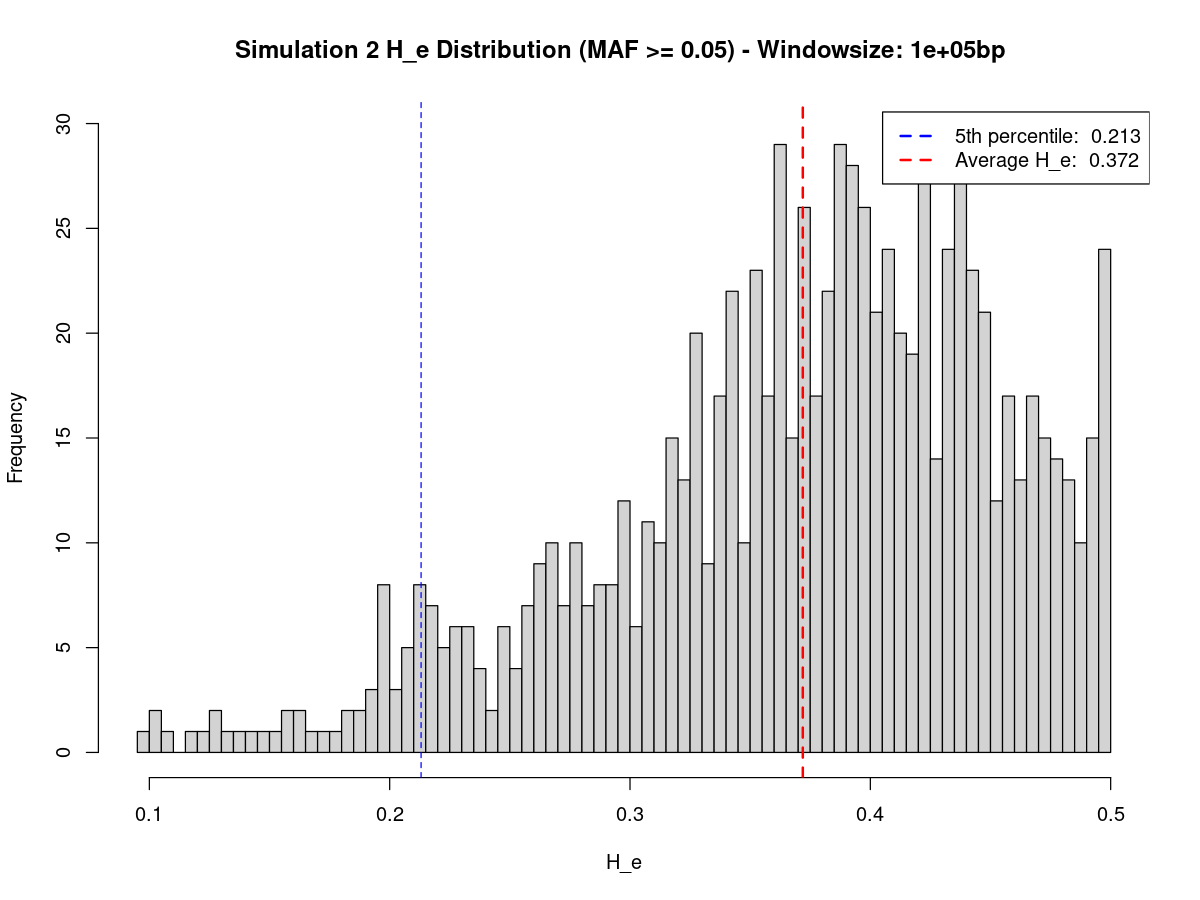 Simulation 2 H_e Distribution (MAF >= 0.05) - Windowsize: 1e+05bp
5th percentile: 0.213
Average H_e: 0.372
30
25
20
15
10
5
0
Frequency
0.1 0.2 0.3 0.4 0.5
H_e